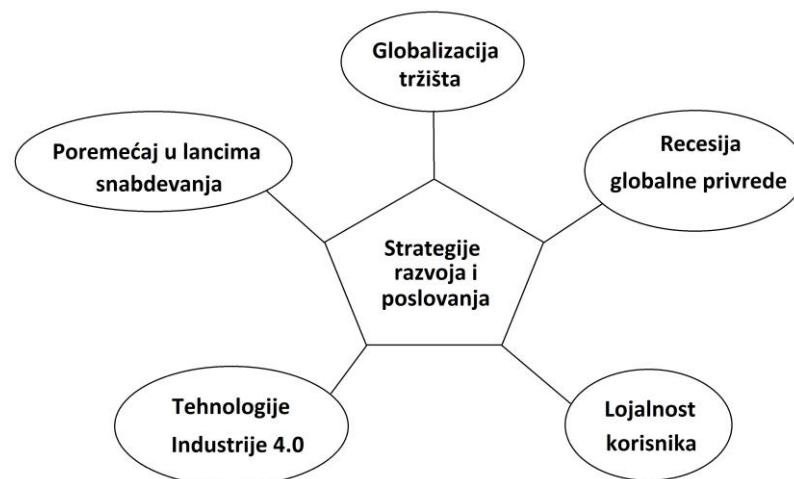 Globalizacija
tržišta
Poremećaj u lancima
snabdevanja
Recesija
globalne privrede
Strategije
razvoja i
poslovanja
Tehnologije
Industrije 4.0
Lojalnost
korisnika